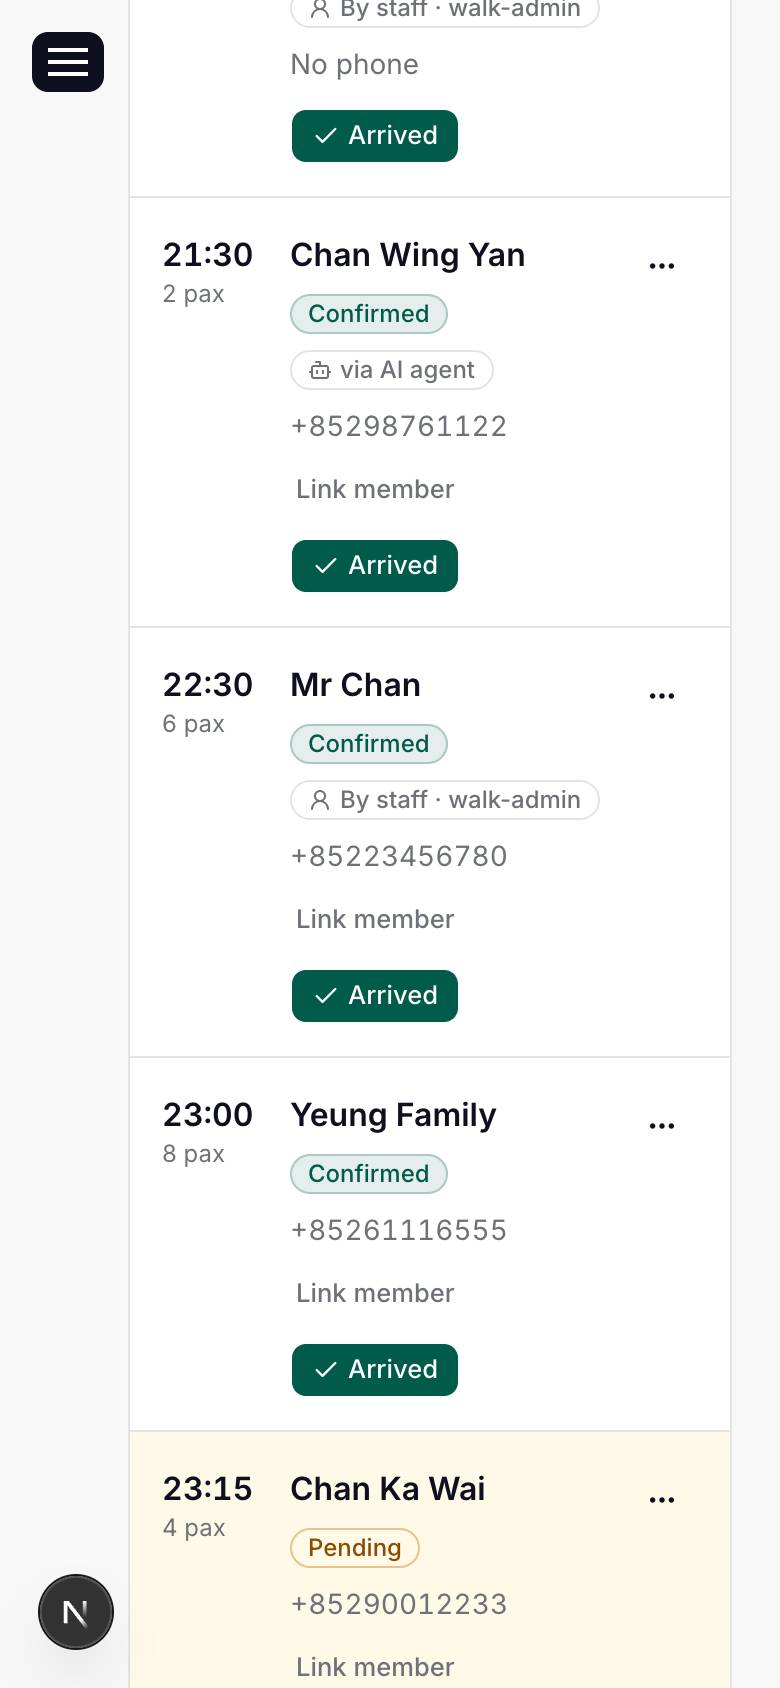 By staff · walk-admin
No phone
Arrived
21:30 Chan Wing Yan ...
2 pax
Confirmed
via AI agent
+85298761122
Link member
Arrived
22:30 Mr Chan ...
6 pax
Confirmed
By staff · walk-admin
+85223456780
Link member
Arrived
23:00 Yeung Family ...
8 pax
Confirmed
+85261116555
Link member
Arrived
23:15 Chan Ka Wai ...
4 pax
Pending
+85290012233
Link member
N